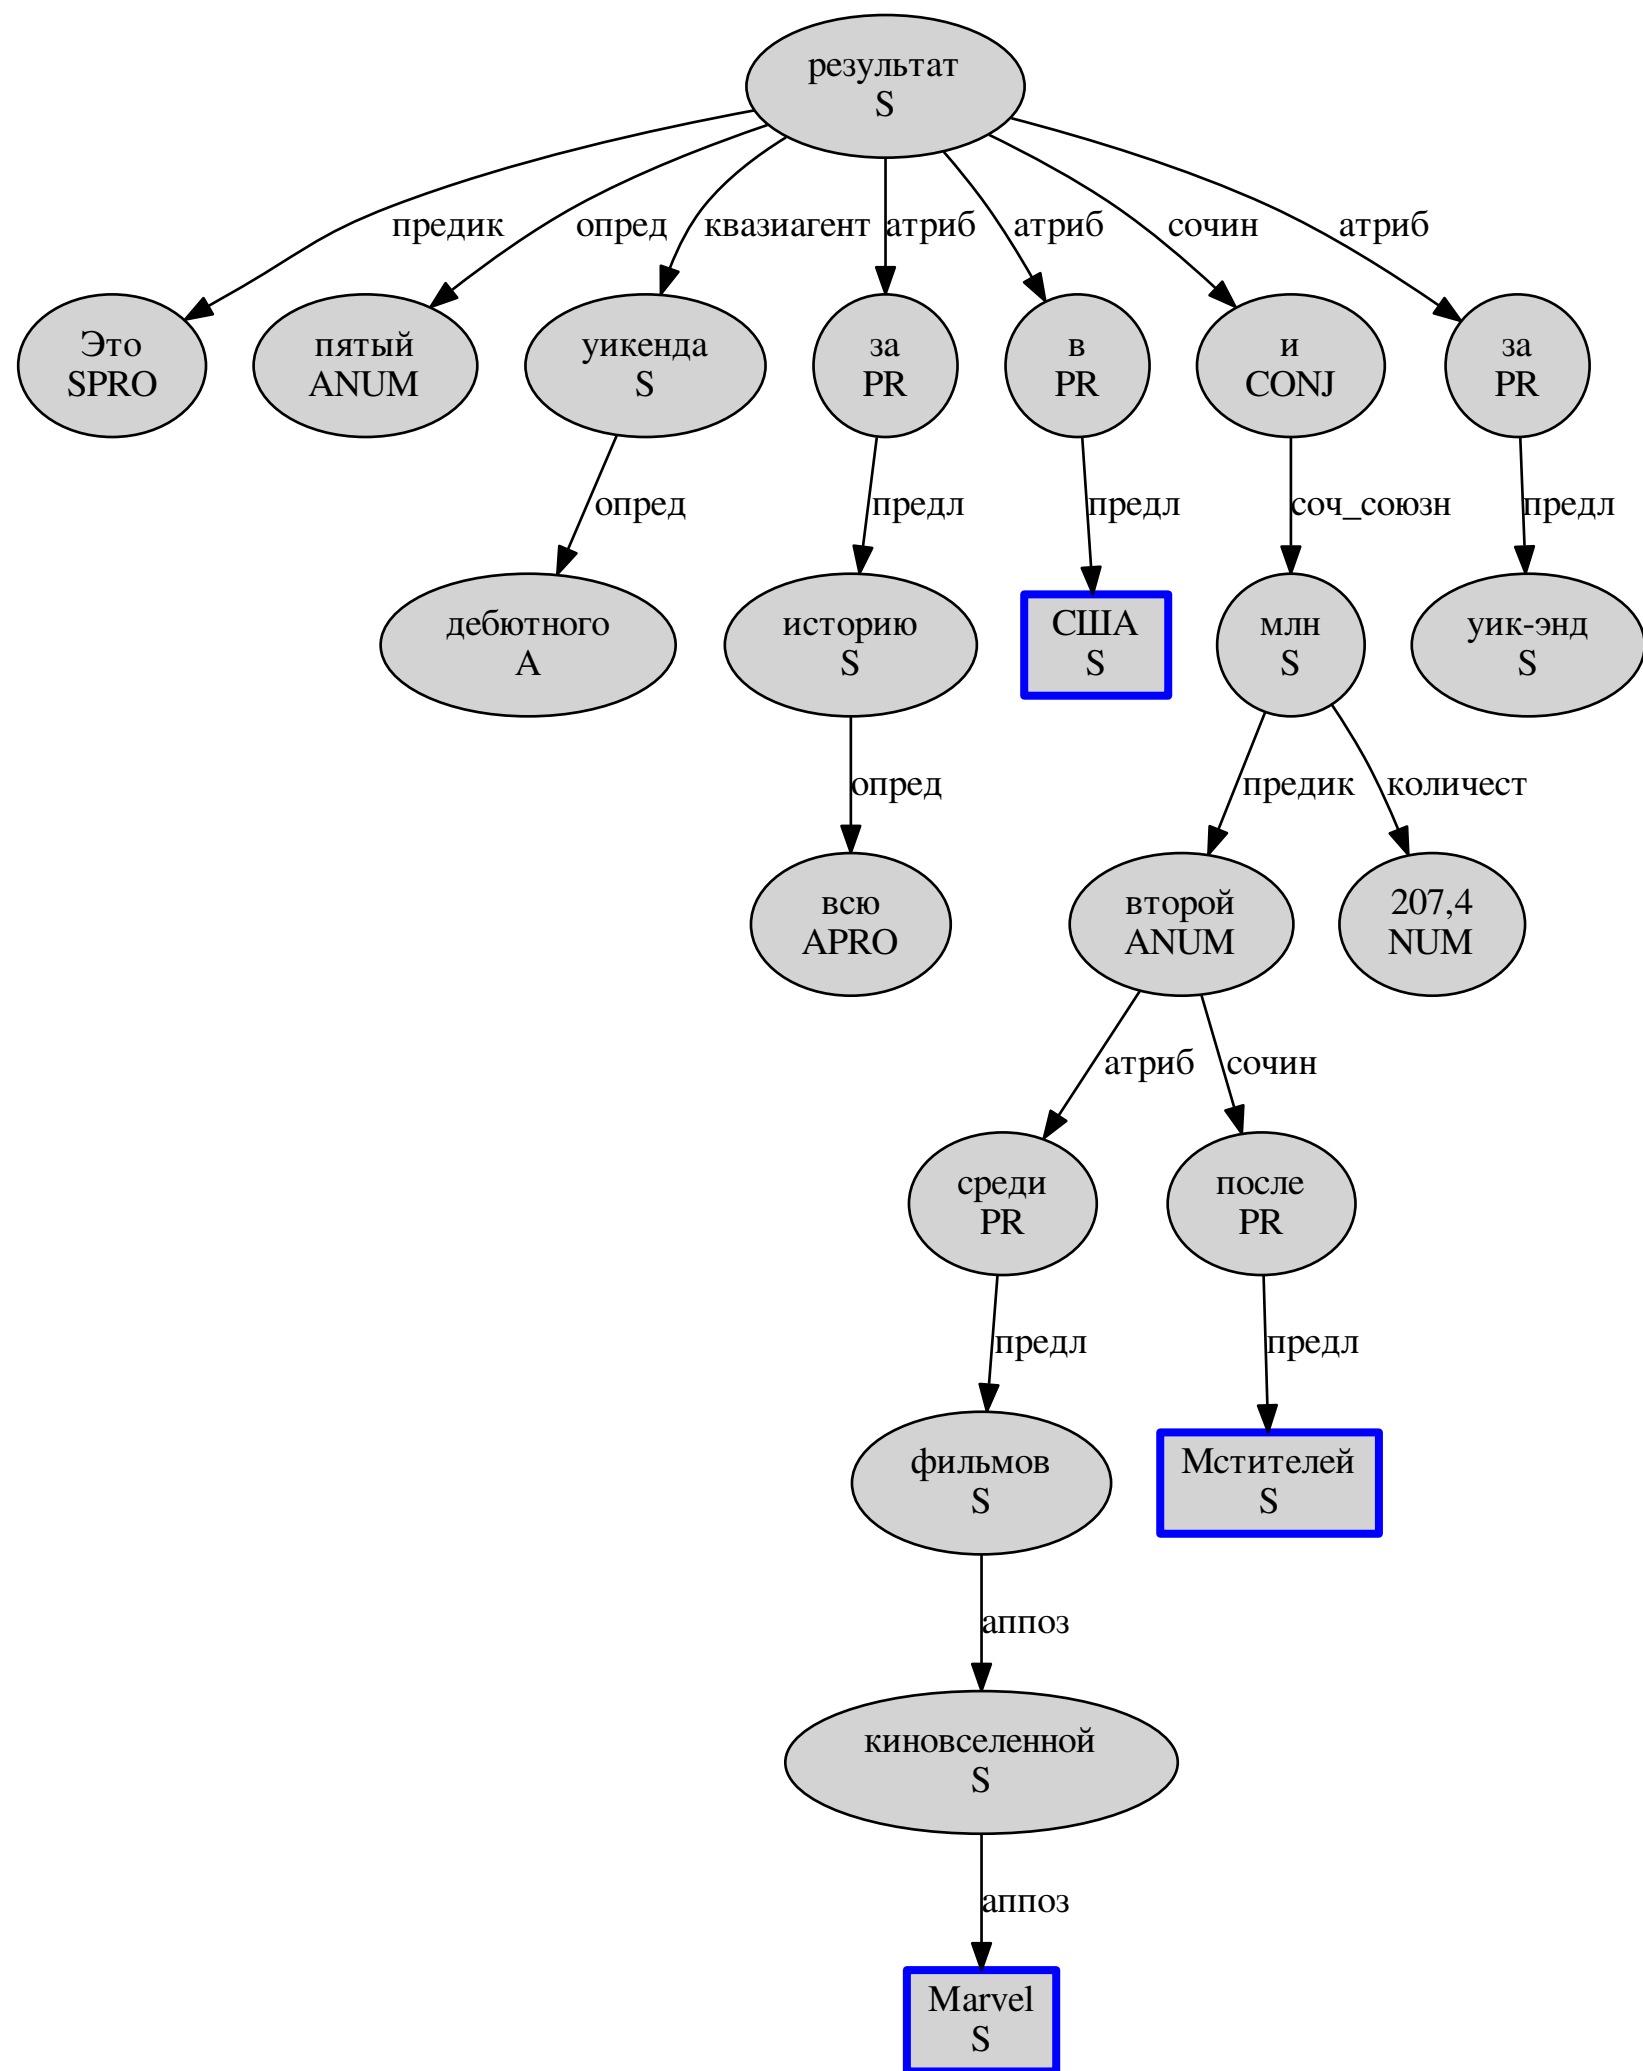 результат
S
предик
опред
квазиагент
атриб
атриб
сочин
атриб
Это
SPRO
пятый
ANUM
уикенда
S
за
PR
в
PR
и
CONJ
за
PR
опред
предл
предл
соч_союзн
предл
дебютного
A
историю
S
США
S
млн
S
уик-энд
S
опред
предик
количест
всю
APRO
второй
ANUM
207,4
NUM
атриб
сочин
среди
PR
после
PR
предл
предл
фильмов
S
Мстителей
S
аппоз
киновселенной
S
аппоз
Marvel
S